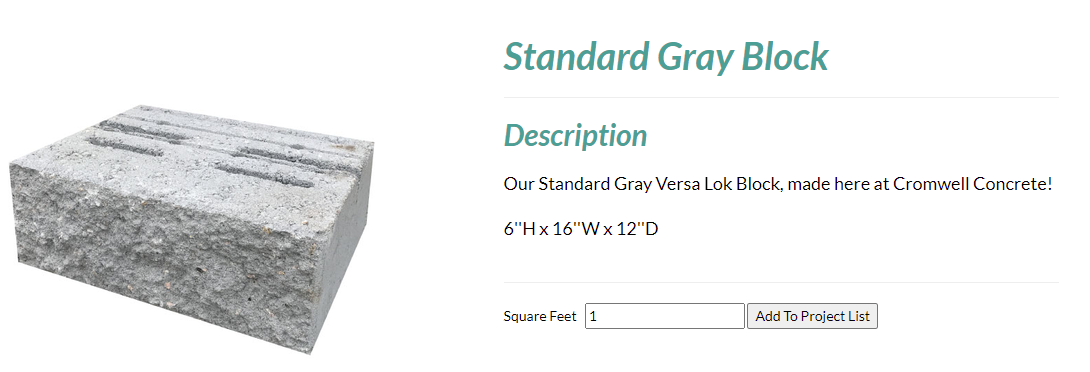 Standard Gray Block
Description
Our Standard Gray Versa Lok Block, made here at Cromwell Concrete!
6''H x 16''W x 12''D
Square Feet 1 Add To Project List